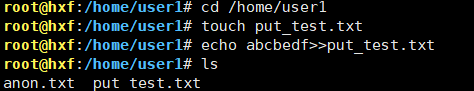 root@hxf:/home/user1# cd /home/user1
root@hxf:/home/user1# touch put_test.txt
root@hxf:/home/user1# echo abcbedf>>put_test.txt
root@hxf:/home/user1# ls
anon.txt  put_test.txt